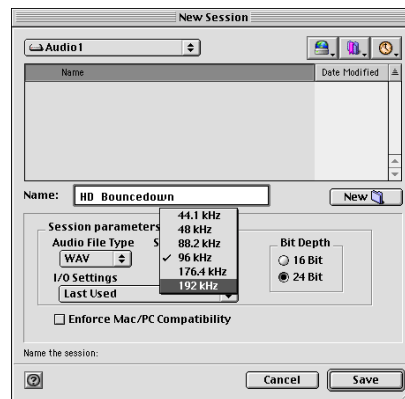 New Session
Audio1
Name Date Modified
Name: HD Bouncedown New
Session parameters
Audio File Type S
44.1 kHz
48 kHz
88.2 kHz
✓ 96 kHz
176.4 kHz
192 kHz
Bit Depth
WAV
16 Bit
24 Bit
I/O Settings
Last Used
Enforce Mac/PC Compatibility
Name the session:
? Cancel Save